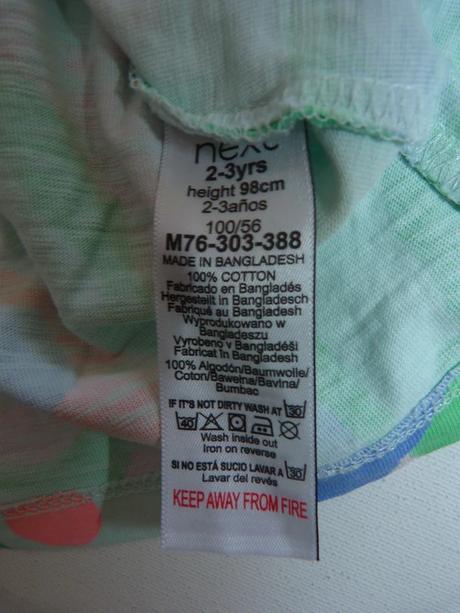 next
2-3yrs
height 98cm
2-3años
100/56
M76-303-388
MADE IN BANGLADESH
100% COTTON
Fabricado en Bangladés
Hergestellt in Bangladesch
Fabriqué au Bangladesh
Wyprodukowano w
Bangladeszu
Vyrobeno v Bangladéši
Fabricat în Bangladesh
100% Algodón/Baumwolle/
Coton/Bawełna/Bavlna/
Bumbac
IF IT'S NOT DIRTY WASH AT 30
40
Wash inside out
Iron on reverse
SI NO ESTÁ SUCIO LAVAR A 30
Lavar del revés
KEEP AWAY FROM FIRE